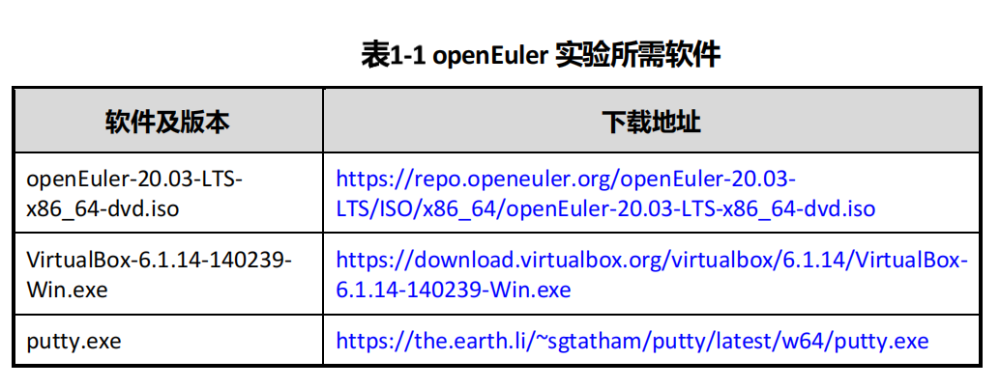 表1-1 openEuler 实验所需软件
软件及版本
下载地址
openEuler-20.03-LTS-
x86_64-dvd.iso
https://repo.openeuler.org/openEuler-20.03-
LTS/ISO/x86_64/openEuler-20.03-LTS-x86_64-dvd.iso
VirtualBox-6.1.14-140239-
Win.exe
https://download.virtualbox.org/virtualbox/6.1.14/VirtualBox-
6.1.14-140239-Win.exe
putty.exe
https://the.earth.li/~sgtatham/putty/latest/w64/putty.exe